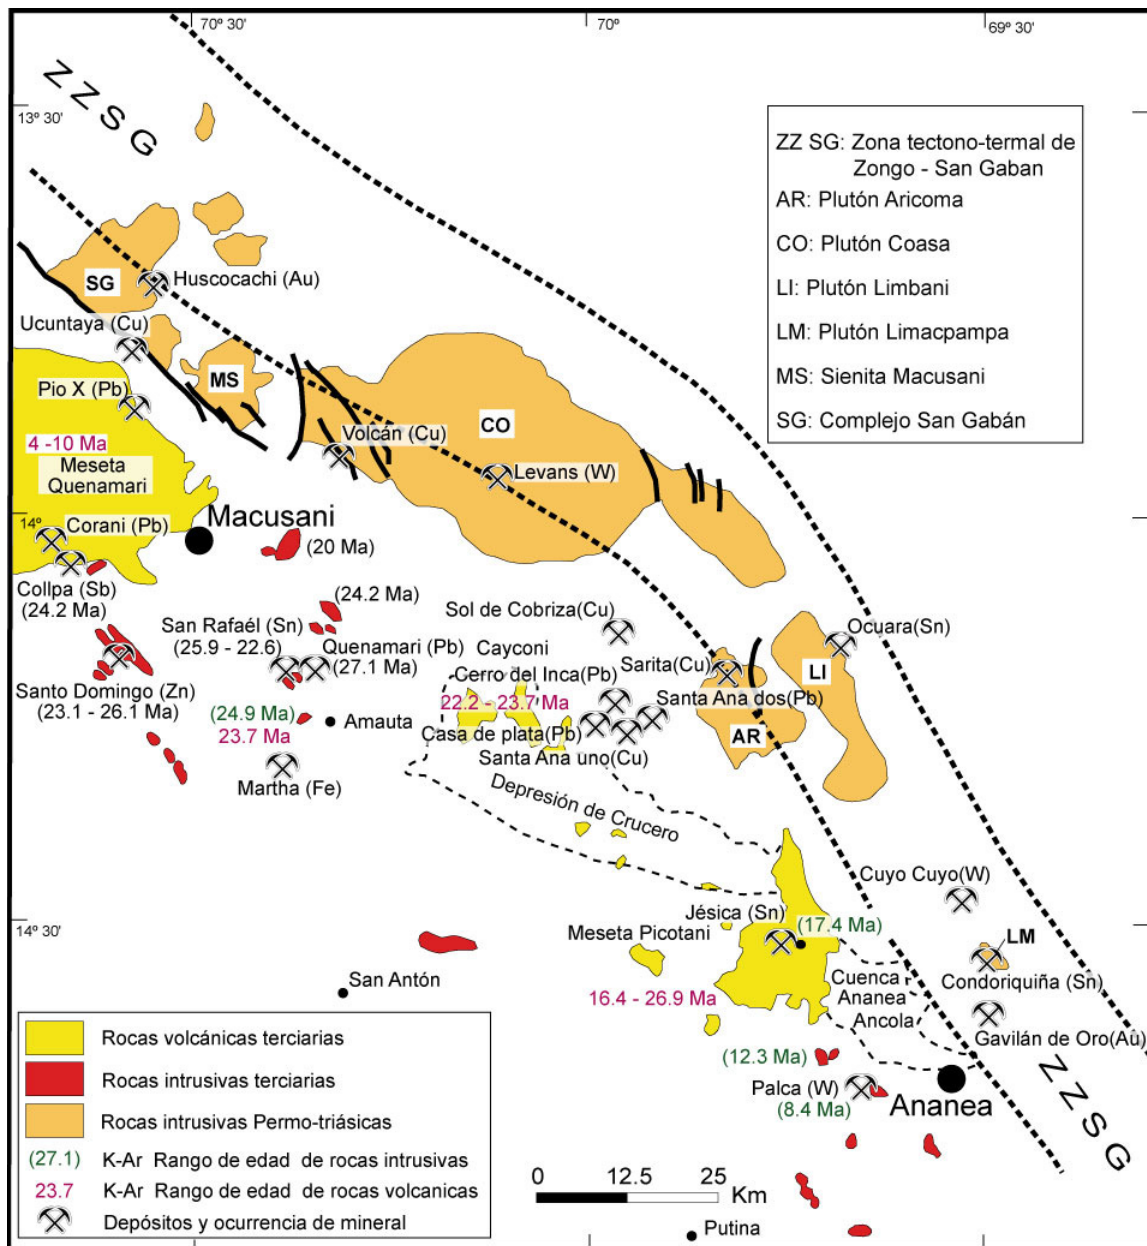 70º 30'
70º
69º 30'
13º 30'
Z Z S G
ZZ SG: Zona tectono-termal de
Zongo - San Gaban
AR: Plutón Aricoma
CO: Plutón Coasa
LI: Plutón Limbani
LM: Plutón Limacpampa
MS: Sienita Macusani
SG: Complejo San Gabán
SG
Huscocachi (Au)
Ucuntaya (Cu)
MS
Pio X (Pb)
CO
Volcán (Cu)
4 -10 Ma
Meseta
Quenamari
Levans (W)
14º
Corani (Pb)
Macusani
(20 Ma)
Collpa (Sb)
(24.2 Ma)
(24.2 Ma)
San Rafaél (Sn)
(25.9 - 22.6)
Quenamari (Pb)
(27.1 Ma)
Sol de Cobriza(Cu)
Cayconi
Cerro del Inca(Pb)
22.2 - 23.7 Ma
Ocuara(Sn)
Sarita(Cu)
LI
Santa Ana dos(Pb)
Santo Domingo (Zn)
(23.1 - 26.1 Ma)
(24.9 Ma)
23.7 Ma
Amauta
Casa de plata(Pb)
AR
Santa Ana uno(Cu)
Martha (Fe)
Depresión de Crucero
Cuyo Cuyo(W)
14º 30'
Jésica (Sn)
(17.4 Ma)
Meseta Picotani
LM
San Antón
16.4 - 26.9 Ma
Cuenca
Ananea
Ancola
Condoriquiña (Sn)
Gavilán de Oro(Au)
(12.3 Ma)
Palca (W)
(8.4 Ma)
Ananea
Z Z S G
Rocas volcánicas terciarias
Rocas intrusivas terciarias
Rocas intrusivas Permo-triásicas
(27.1) K-Ar Rango de edad de rocas intrusivas
23.7 K-Ar Rango de edad de rocas volcanicas
Depósitos y ocurrencia de mineral
0 12.5 25
Km
Putina
70º 30'
70º
69º 30'